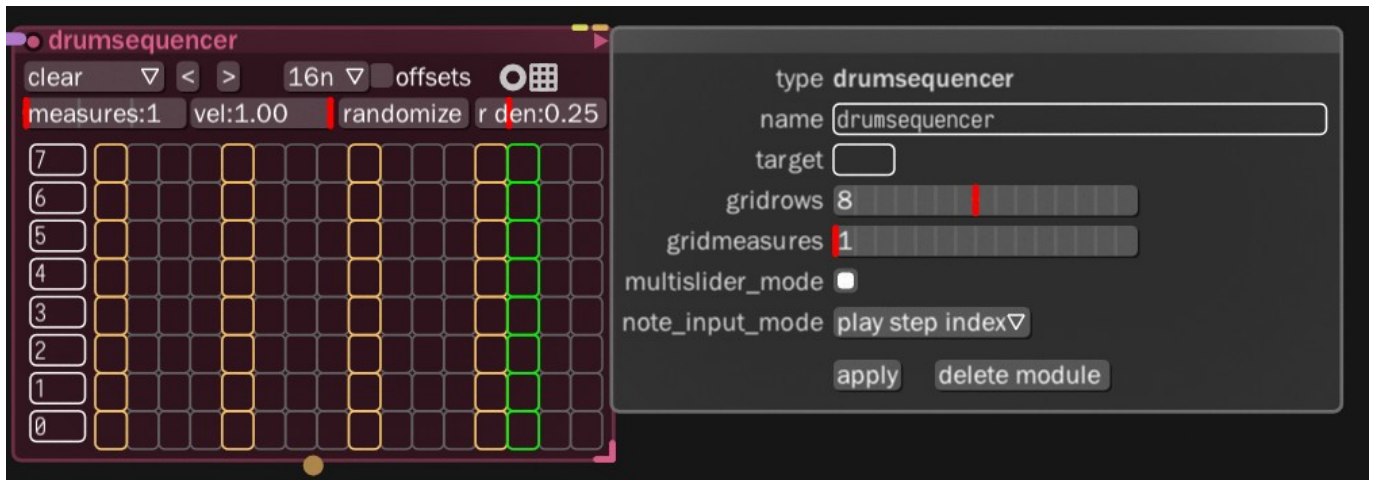 drumsequencer
clear < > 16n offsets
measures:1 vel:1.00 randomize r den:0.25
7
6
5
4
3
2
1
0
type drumsequencer
name drumsequencer
target
gridrows 8
gridmeasures 1
multislider_mode
note_input_mode play step index
apply delete module